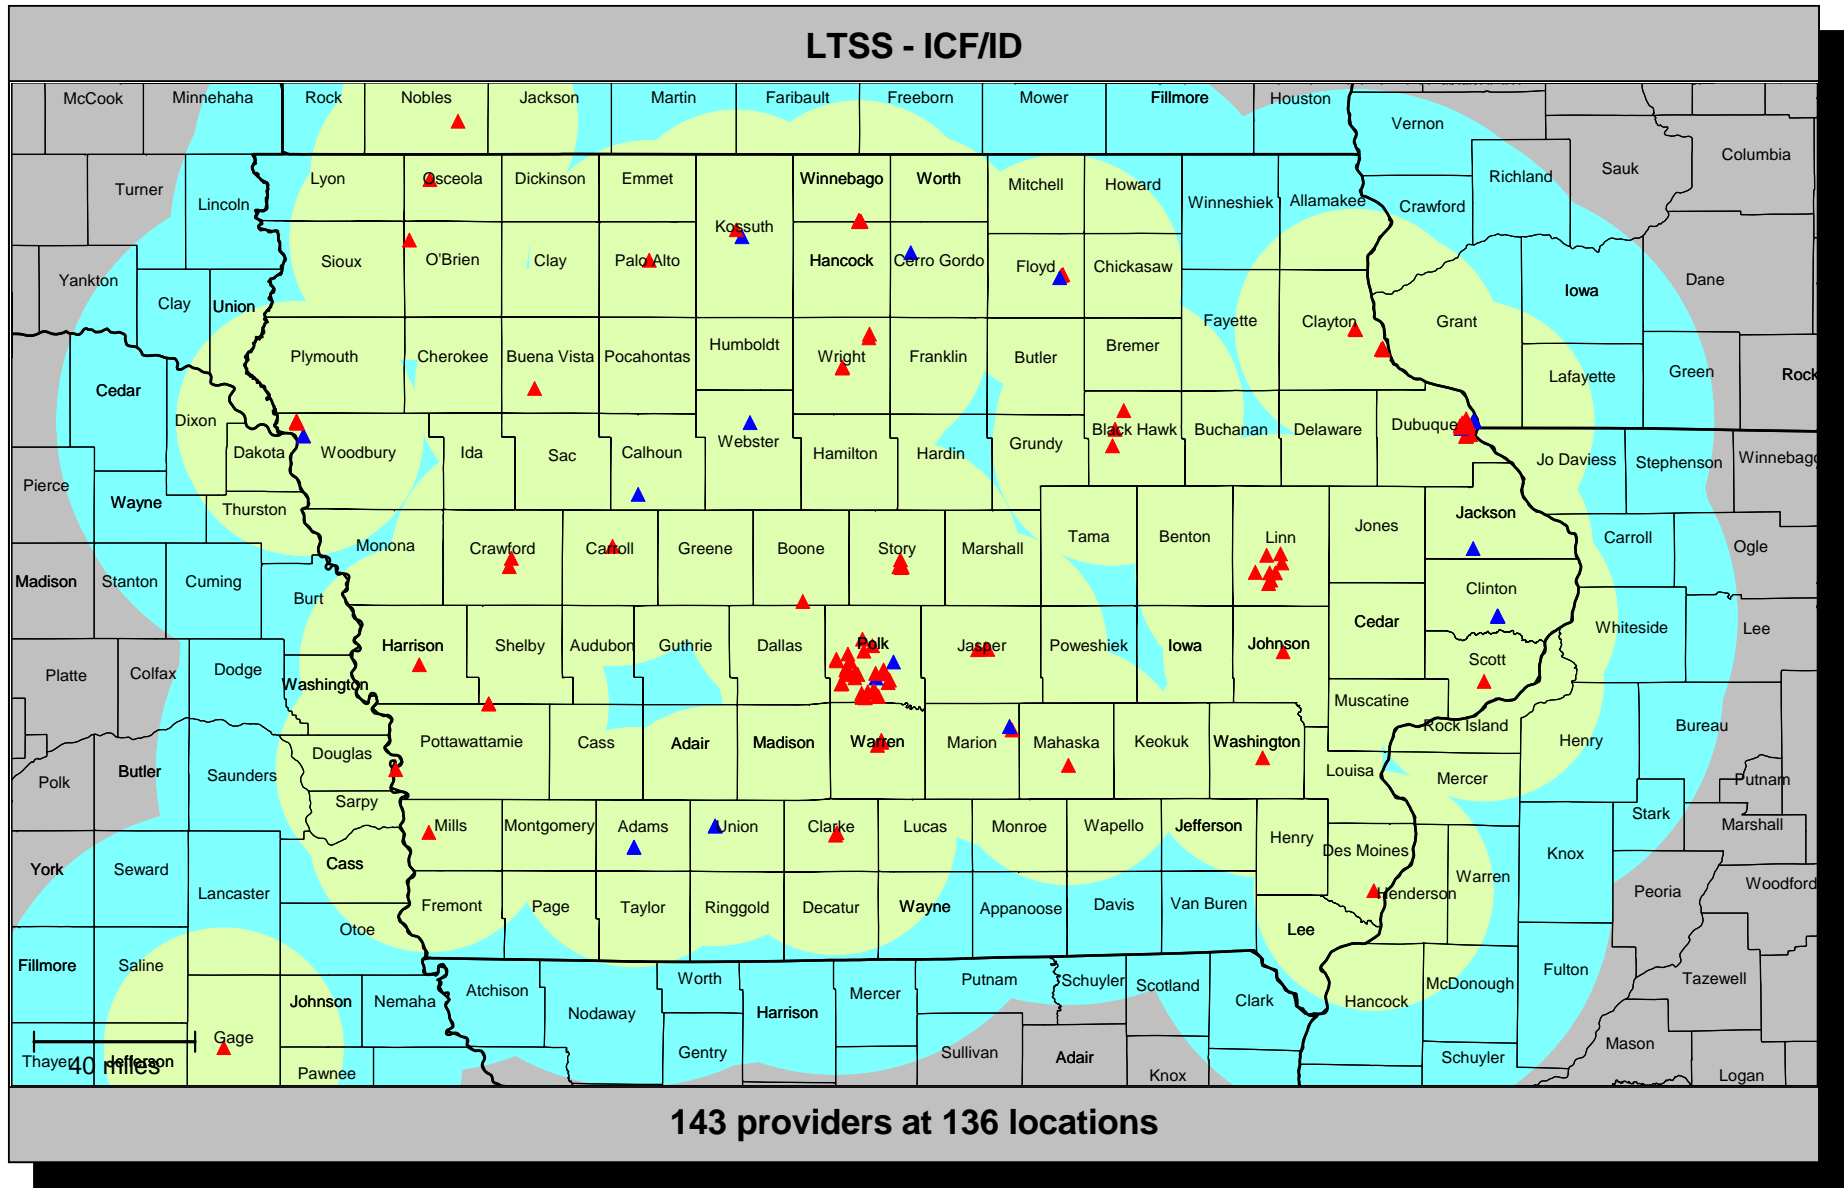 LTSS - ICF/ID
McCook Minnehaha Rock Nobles Jackson Martin Faribault Freeborn Mower Fillmore Houston
Vernon
Turner Lincoln Lyon Osceola Dickinson Emmet Winnebago Worth Mitchell Howard Winneshiek Allamakee Crawford Richland Sauk Columbia
Kossuth
Yankton Clay Union Sioux O'Brien Clay Palo Alto Hancock Cerro Gordo Floyd Chickasaw Iowa Dane
Fayette Clayton Grant
Cedar Plymouth Cherokee Buena Vista Pocahontas Humboldt Wright Franklin Butler Bremer Lafayette Green Rock
Dixon Dakota Woodbury Ida Sac Calhoun Webster Hamilton Hardin Grundy Black Hawk Buchanan Delaware Dubuque Jo Daviess Stephenson Winnebago
Pierce Wayne Thurston
Monona Crawford Carroll Greene Boone Story Marshall Tama Benton Linn Jones Jackson Carroll Ogle
Madison Stanton Cuming Burt Clinton
Harrison Shelby Audubon Guthrie Dallas Polk Jasper Poweshiek Iowa Johnson Cedar Scott Whiteside Lee
Platte Colfax Dodge Washington Muscatine
Pottawattamie Cass Adair Madison Warren Marion Mahaska Keokuk Washington Rock Island Henry Bureau
Polk Butler Saunders Douglas Louisa Mercer Putnam
Sarpy Mills Montgomery Adams Union Clarke Lucas Monroe Wapello Jefferson Henry Des Moines Stark Marshall
York Seward Lancaster Cass Warren Knox
Henderson Peoria Woodford
Fremont Page Taylor Ringgold Decatur Wayne Appanoose Davis Van Buren Lee
Otoe
Fillmore Saline Johnson Nemaha Atchison Nodaway Worth Harrison Mercer Putnam Schuyler Scotland Clark Hancock McDonough Fulton Tazewell
Gage
Thayer Jefferson Pawnee Gentry Sullivan Adair Knox Schuyler Mason Logan
40 miles
143 providers at 136 locations